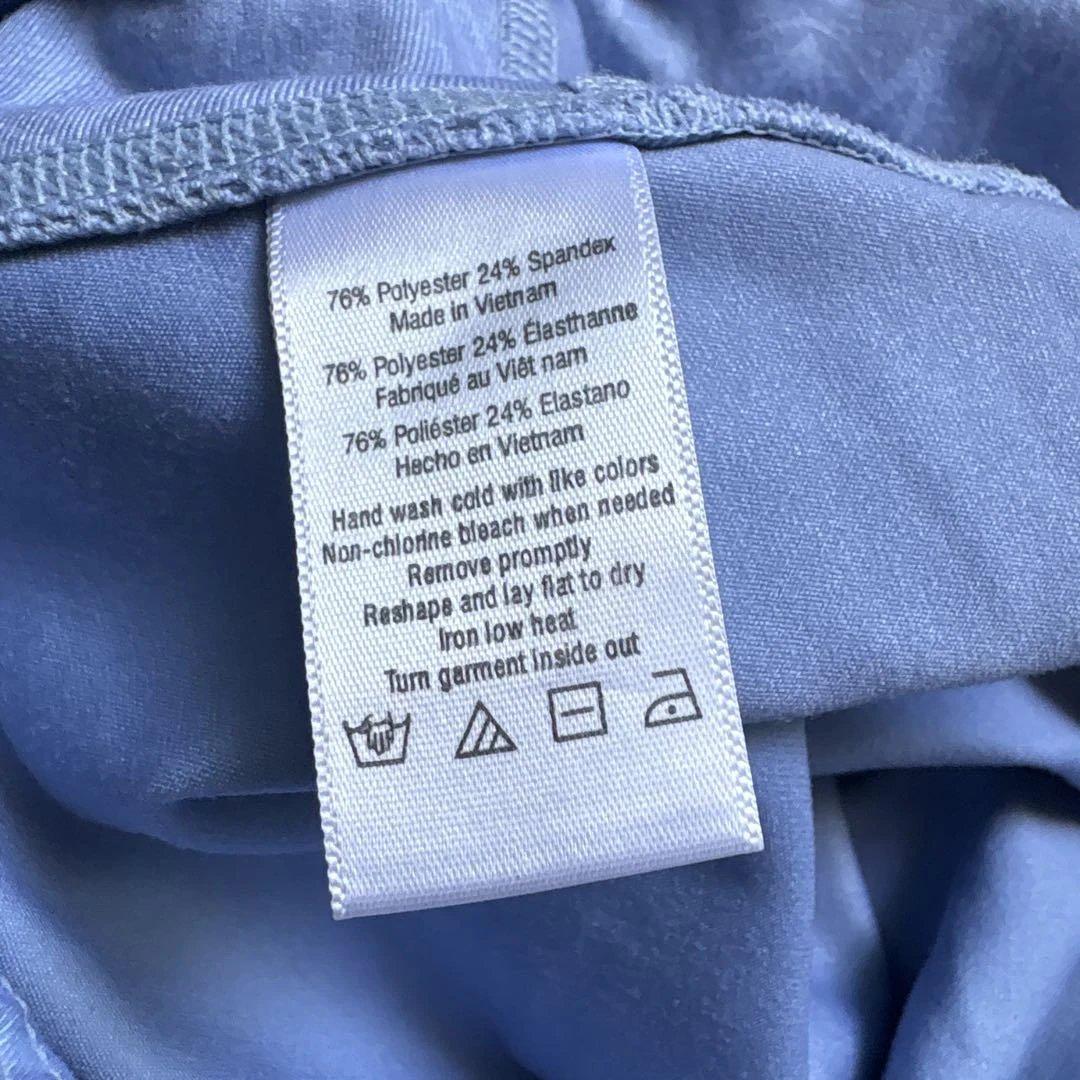 76% Polyester 24% Spandex
Made in Vietnam
76% Polyester 24% Élasthanne
Fabriqué au Viêt nam
76% Poliéster 24% Elastano
Hecho en Vietnam
Hand wash cold with like colors
Non-chlorine bleach when needed
Remove promptly
Reshape and lay flat to dry
Iron low heat
Turn garment inside out